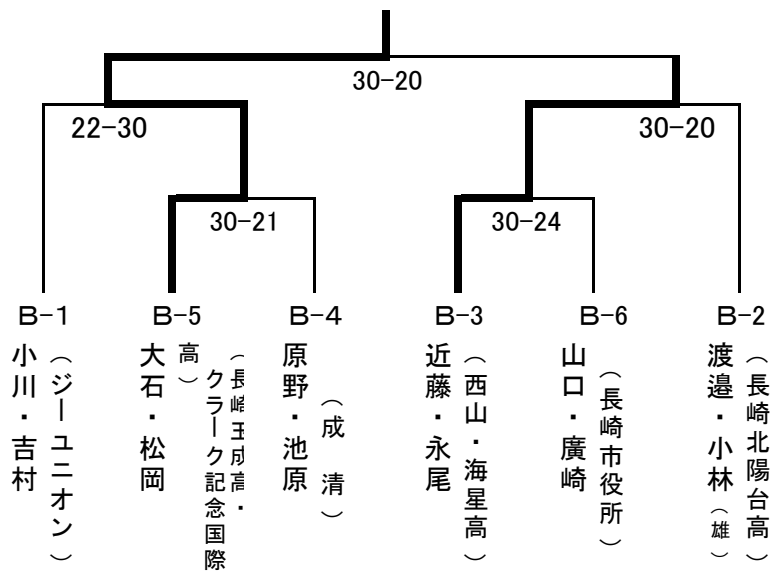 30-20
22-30
30-20
30-21
30-24
B-1
B-5
B-4
B-3
B-6
B-2
小川・吉村
（ジーユニオン）
大石・松岡
（長崎玉成高・
クラーク記念国際
高）
原野・池原
（成　清）
近藤・永尾
（西山・海星高）
山口・廣崎
（長崎市役所）
渡邉・小林（雄）
（長崎北陽台高）